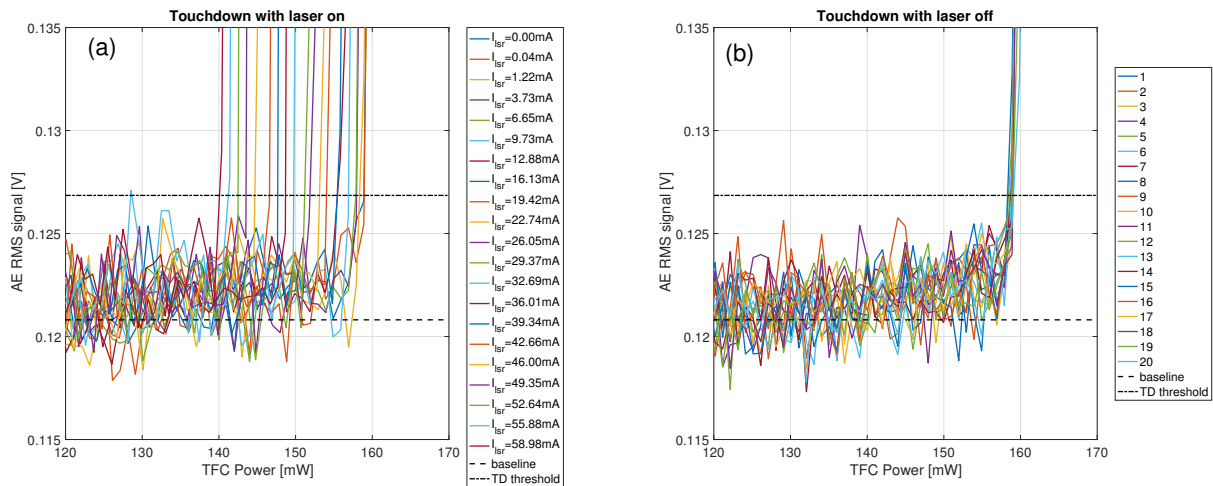 Touchdown with laser on
(a)
0.135
0.13
0.125
0.12
0.115
AE RMS signal [V]
120
130
140
150
160
170
TFC Power [mW]
I_lsr=0.00mA
I_lsr=0.04mA
I_lsr=1.22mA
I_lsr=3.73mA
I_lsr=6.65mA
I_lsr=9.73mA
I_lsr=12.88mA
I_lsr=16.13mA
I_lsr=19.42mA
I_lsr=22.74mA
I_lsr=26.05mA
I_lsr=29.37mA
I_lsr=32.69mA
I_lsr=36.01mA
I_lsr=39.34mA
I_lsr=42.66mA
I_lsr=46.00mA
I_lsr=49.35mA
I_lsr=52.64mA
I_lsr=55.88mA
I_lsr=58.98mA
baseline
TD threshold
Touchdown with laser off
(b)
0.135
0.13
0.125
0.12
0.115
AE RMS signal [V]
120
130
140
150
160
170
TFC Power [mW]
1
2
3
4
5
6
7
8
9
10
11
12
13
14
15
16
17
18
19
20
baseline
TD threshold